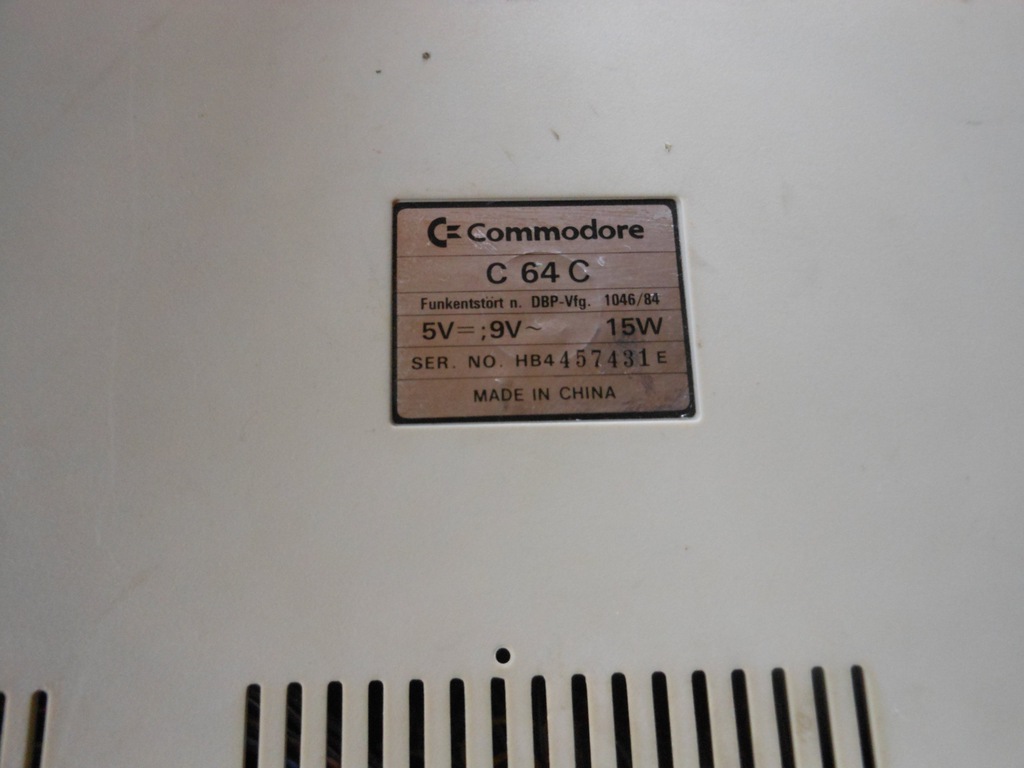 Commodore
C 64 C
Funkentstört n. DBP-Vfg. 1046/84
5V⎓;9V~ 15W
SER. NO. HB4457431E
MADE IN CHINA